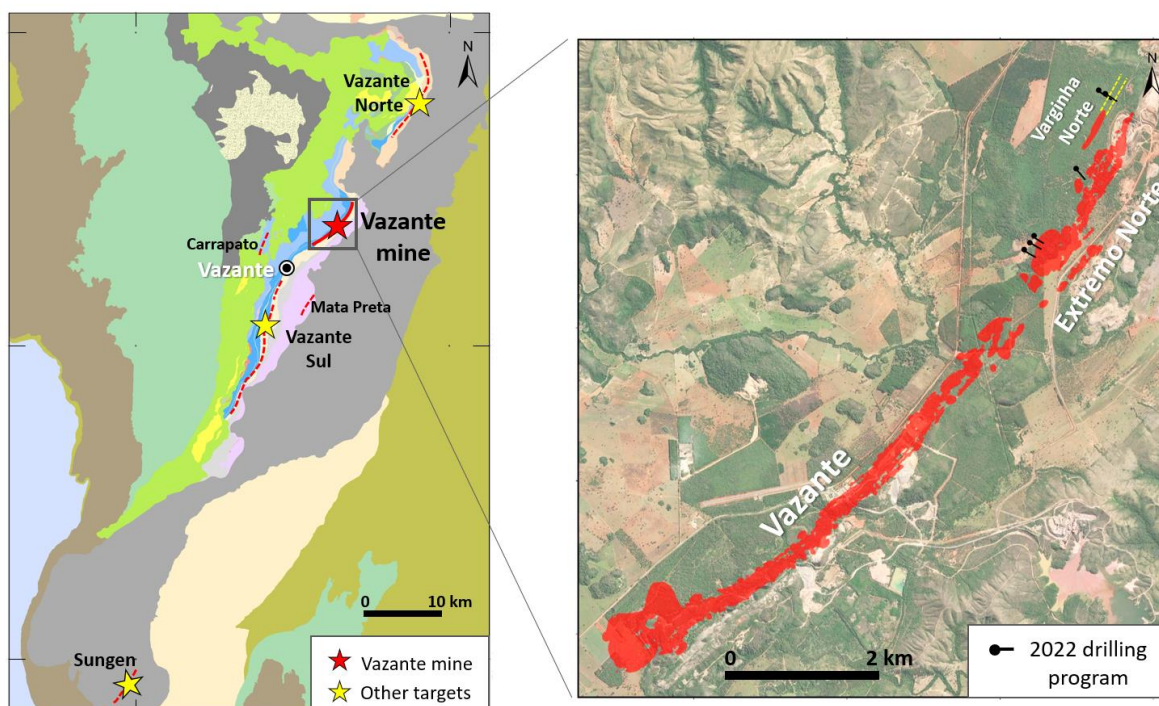 N
Vazante
Norte
Vazante
mine
Carrapato
Vazante
Mata Preta
Vazante
Sul
0 10 km
Sungen
Vazante mine
Other targets
N
Varginha
Norte
Extremo Norte
Vazante
0 2 km
2022 drilling
program